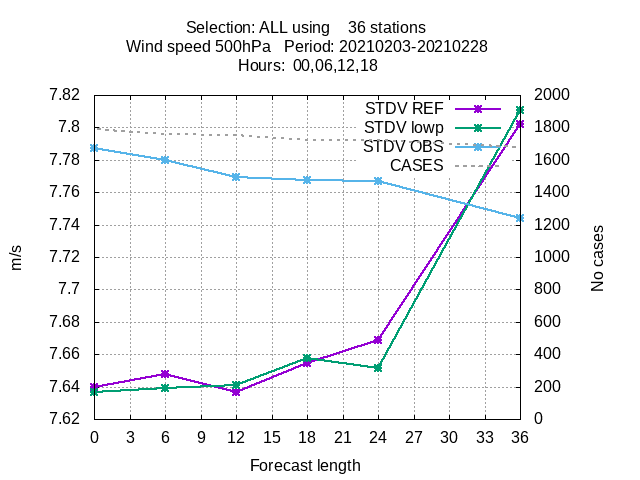 Selection: ALL using    36 stations
Wind speed 500hPa   Period: 20210203-20210228
Hours:  00,06,12,18
7.82
7.8
7.78
7.76
7.74
7.72
7.7
7.68
7.66
7.64
7.62
m/s
STDV REF
STDV lowp
STDV OBS
CASES
2000
1800
1600
1400
1200
1000
800
600
400
200
0
No cases
0 3 6 9 12 15 18 21 24 27 30 33 36
Forecast length